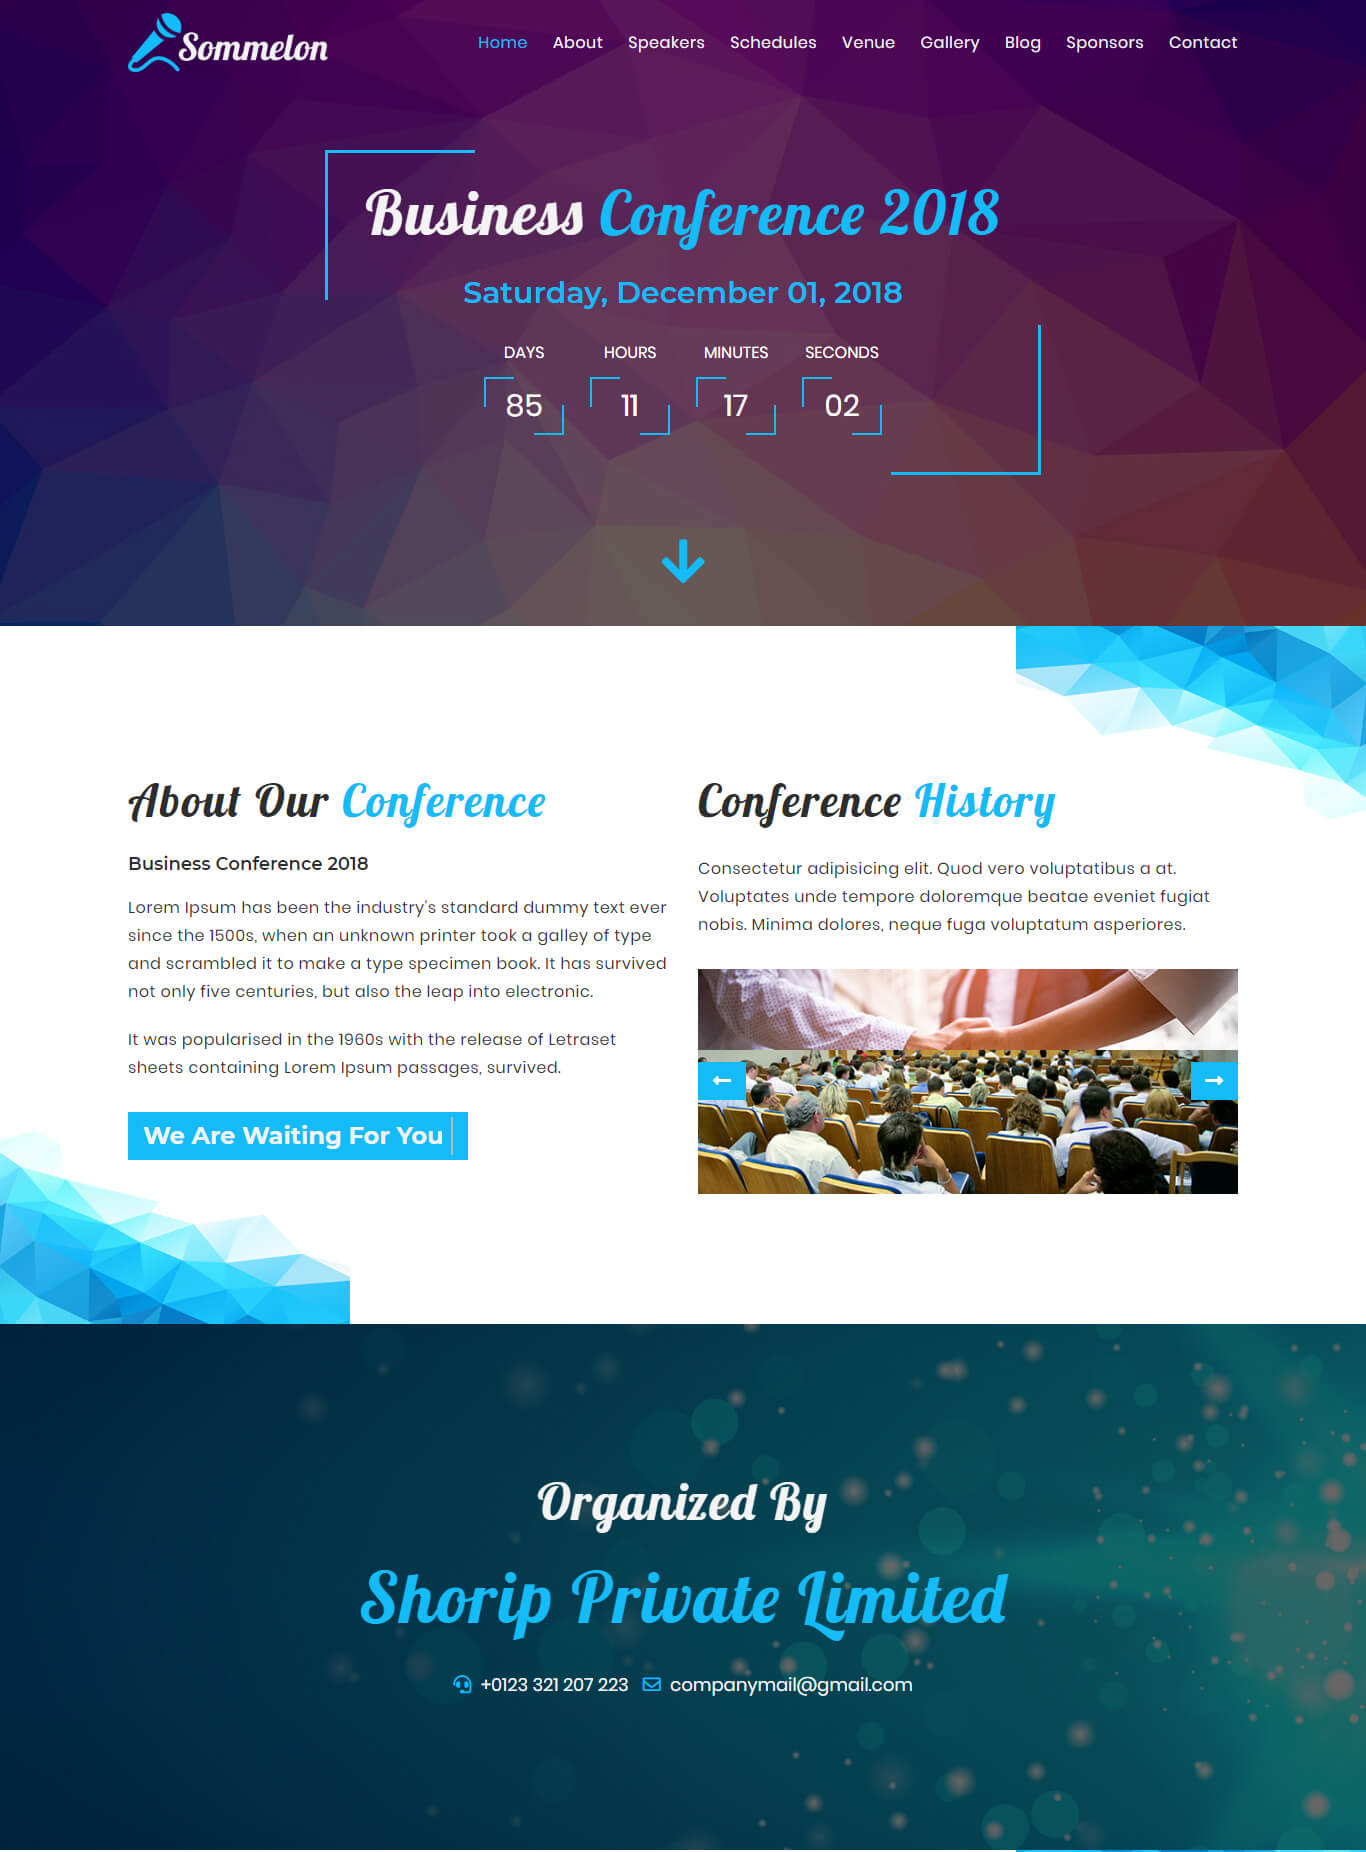 Sommelon
Home About Speakers Schedules Venue Gallery Blog Sponsors Contact
Business Conference 2018
Saturday, December 01, 2018
DAYS HOURS MINUTES SECONDS
85 11 17 02
About Our Conference
Business Conference 2018
Lorem Ipsum has been the industry's standard dummy text ever
since the 1500s, when an unknown printer took a galley of type
and scrambled it to make a type specimen book. It has survived
not only five centuries, but also the leap into electronic.
It was popularised in the 1960s with the release of Letraset
sheets containing Lorem Ipsum passages, survived.
We Are Waiting For You
Conference History
Consectetur adipisicing elit. Quod vero voluptatibus a at.
Voluptates unde tempore doloremque beatae eveniet fugiat
nobis. Minima dolores, neque fuga voluptatum asperiores.
Organized By
Shorip Private Limited
+0123 321 207 223 companymail@gmail.com